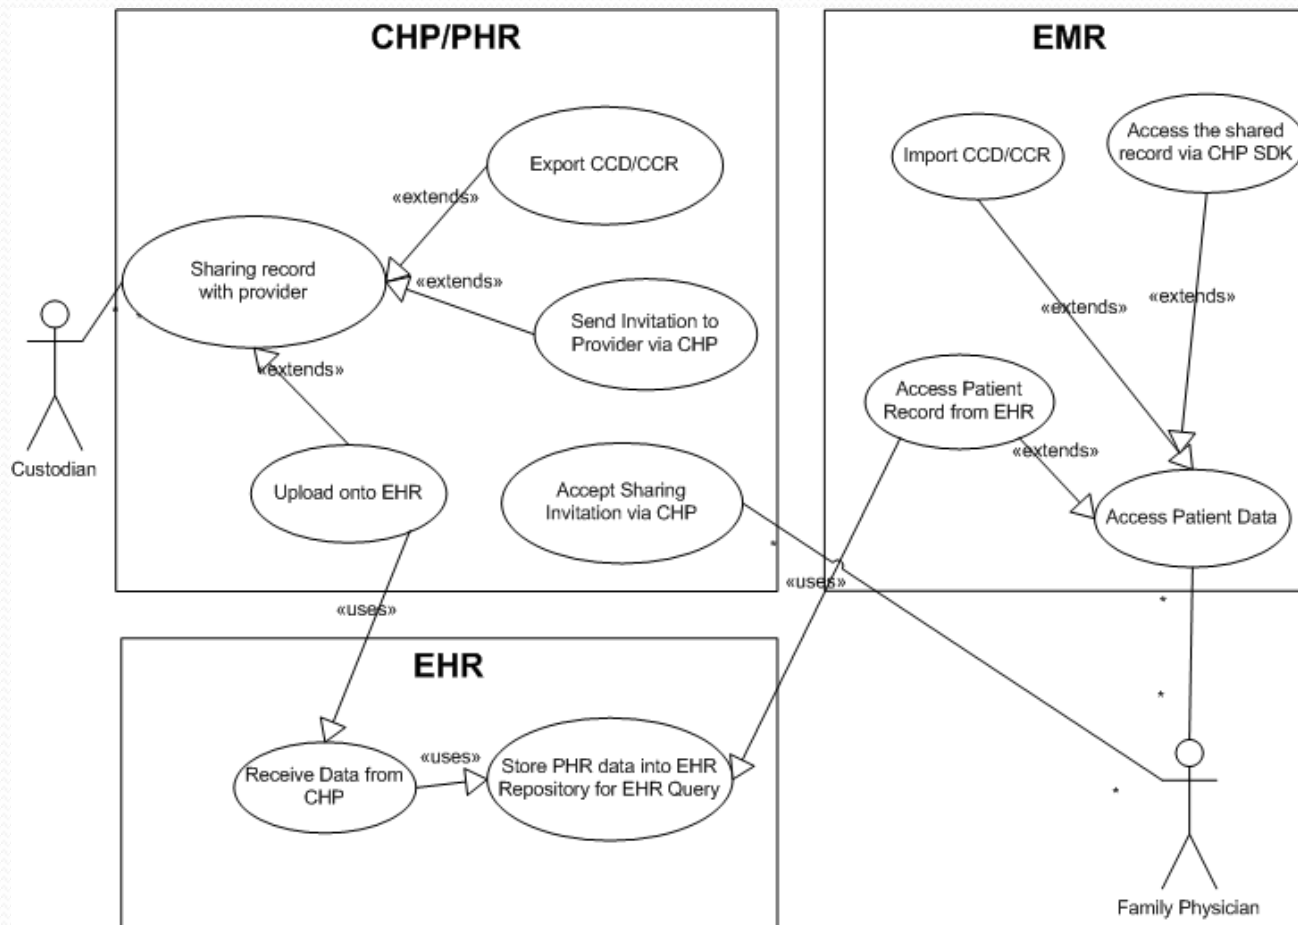 CHP/PHR
EMR
Export CCD/CCR
Import CCD/CCR
Access the shared
record via CHP SDK
«extends»
Sharing record
with provider
«extends»
Send Invitation to
Provider via CHP
«extends»
«extends»
* *
«extends»
Access Patient
Record from EHR
«extends»
Custodian
Upload onto EHR
Accept Sharing
Invitation via CHP
Access Patient Data
*
«uses»
«uses»
*
EHR
*
«uses»
Receive Data from
CHP
Store PHR data into EHR
Repository for EHR Query
*
Family Physician